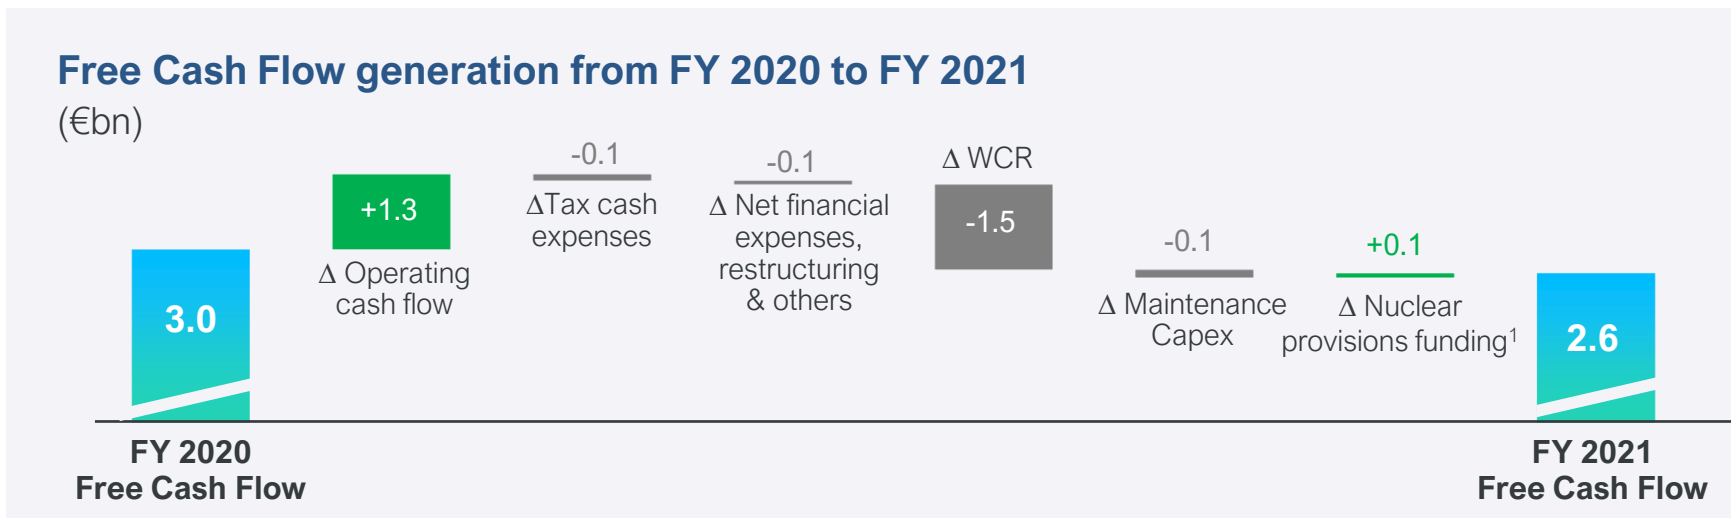 Free Cash Flow generation from FY 2020 to FY 2021
(€bn)
3.0
FY 2020
Free Cash Flow
+1.3
Δ Operating
cash flow
-0.1
ΔTax cash
expenses
-0.1
Δ Net financial
expenses,
restructuring
& others
Δ WCR
-1.5
-0.1
Δ Maintenance
Capex
+0.1
Δ Nuclear
provisions funding¹
2.6
FY 2021
Free Cash Flow